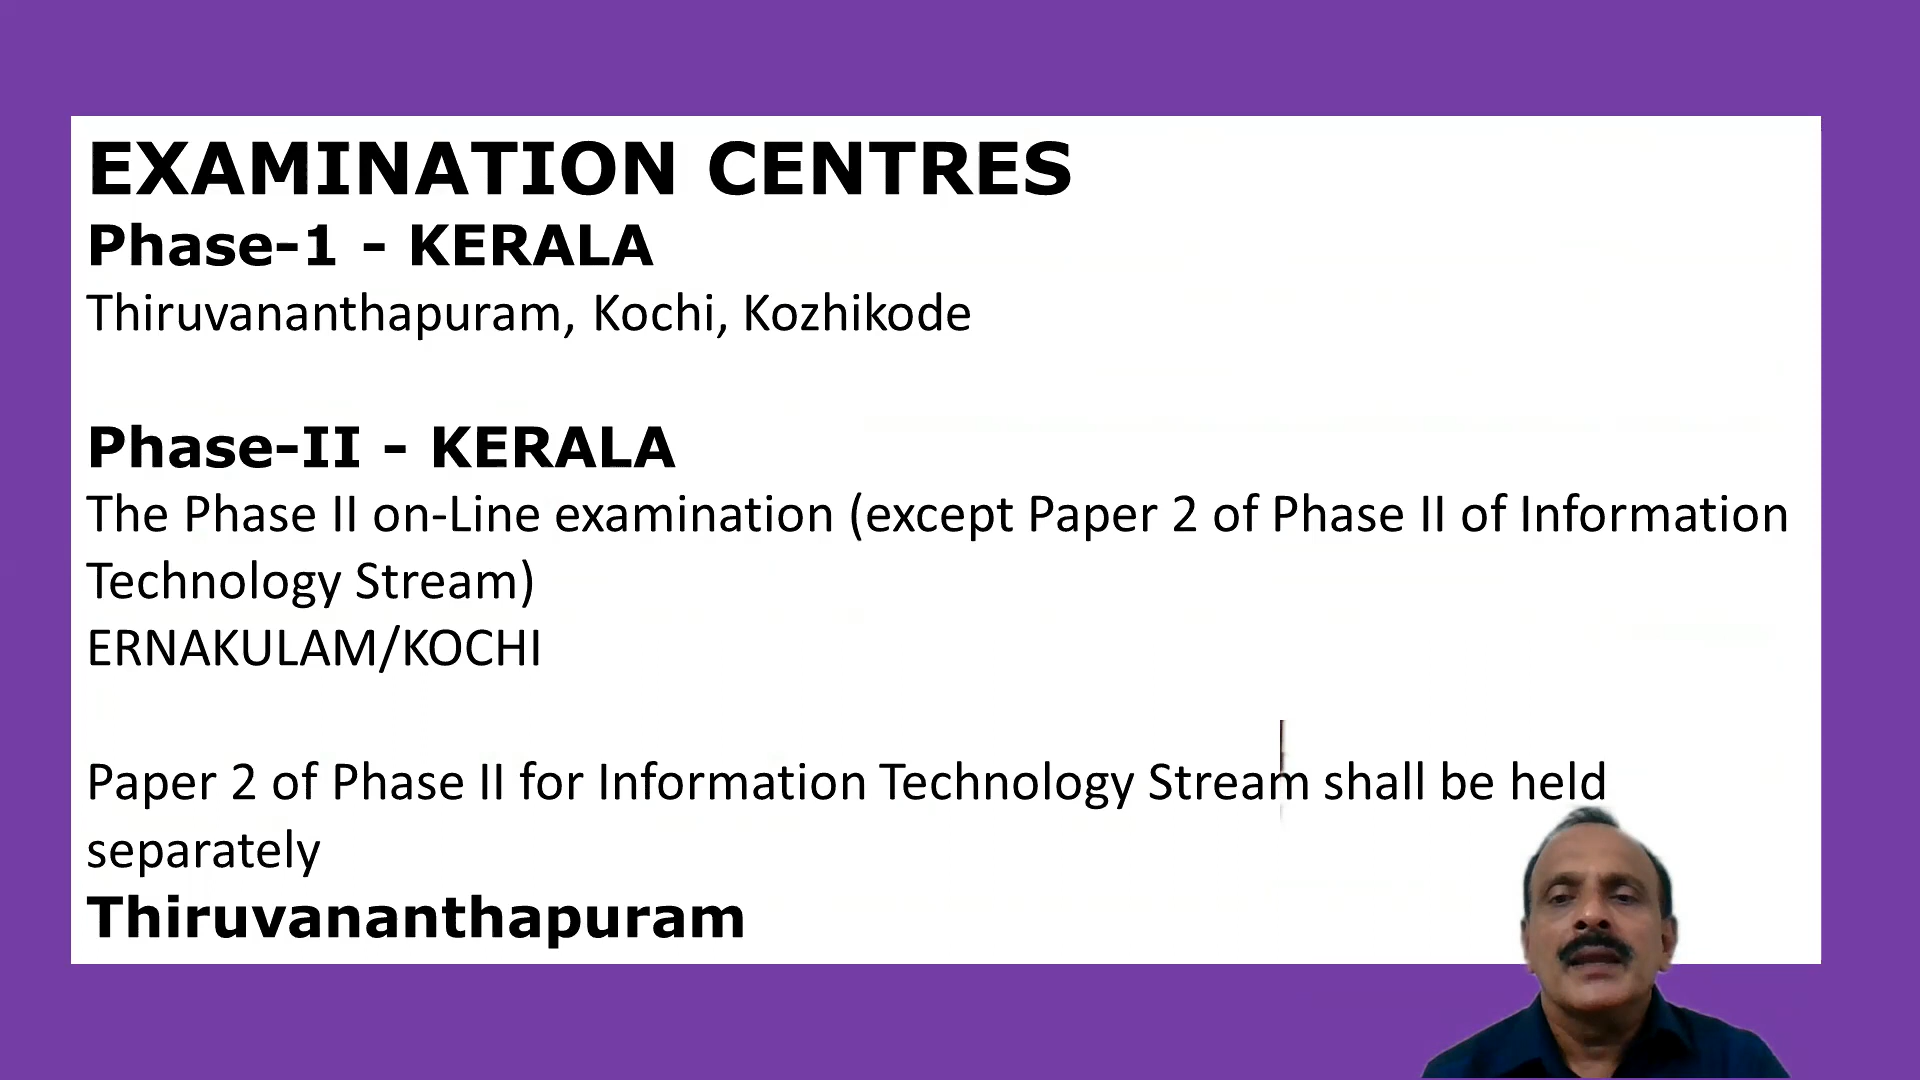 EXAMINATION CENTRES
Phase-1 - KERALA
Thiruvananthapuram, Kochi, Kozhikode
Phase-II - KERALA
The Phase II on-Line examination (except Paper 2 of Phase II of Information
Technology Stream)
ERNAKULAM/KOCHI
Paper 2 of Phase II for Information Technology Stream shall be held
separately
Thiruvananthapuram